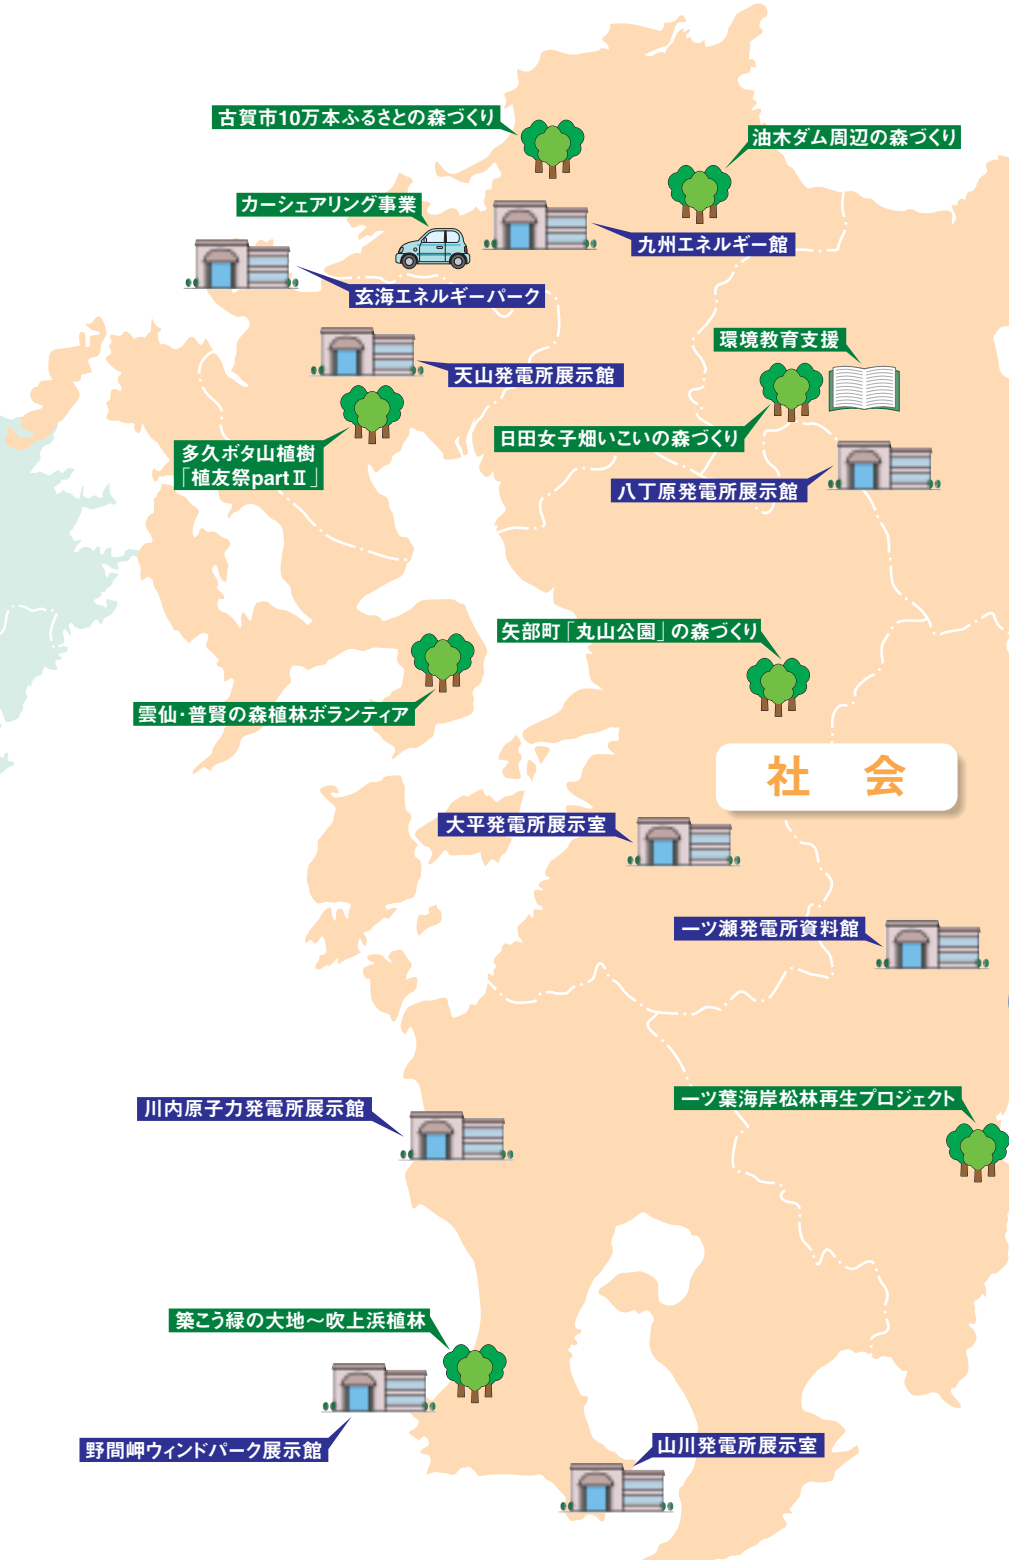 古賀市10万本ふるさとの森づくり
油木ダム周辺の森づくり
カーシェアリング事業
九州エネルギー館
玄海エネルギーパーク
環境教育支援
天山発電所展示館
日田女子畑いこいの森づくり
多久ボタ山植樹
「植友祭partⅡ」
八丁原発電所展示館
矢部町「丸山公園」の森づくり
雲仙・普賢の森植林ボランティア
社 会
大平発電所展示室
一ツ瀬発電所資料館
川内原子力発電所展示館
一ツ葉海岸松林再生プロジェクト
築こう緑の大地～吹上浜植林
野間岬ウィンドパーク展示館
山川発電所展示室